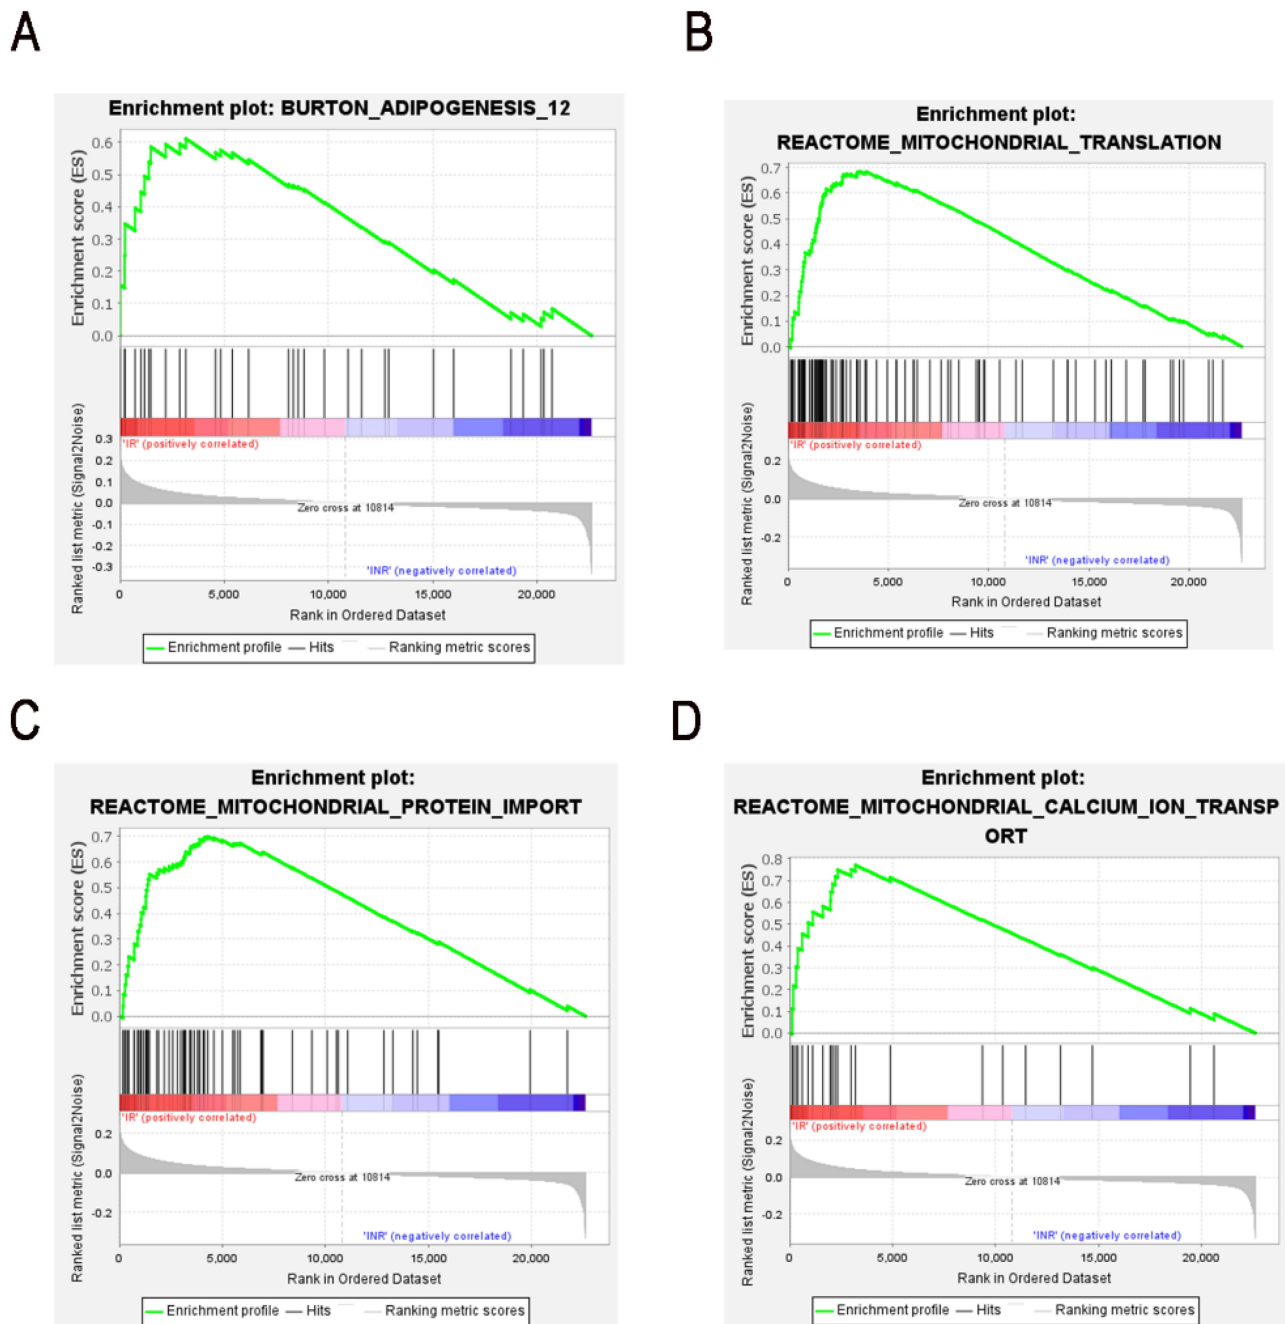 A
Enrichment plot: BURTON_ADIPOGENESIS_12
Enrichment score (ES)
0.6
0.5
0.4
0.3
0.2
0.1
0.0
'IR' (positively correlated)
Ranked list metric (Signal2Noise)
0.3
0.2
0.1
0.0
-0.1
-0.2
-0.3
Zero cross at 10814
'INR' (negatively correlated)
0 5,000 10,000 15,000 20,000
Rank in Ordered Dataset
Enrichment profile Hits Ranking metric scores
B
Enrichment plot:
REACTOME_MITOCHONDRIAL_TRANSLATION
Enrichment score (ES)
0.7
0.6
0.5
0.4
0.3
0.2
0.1
0.0
'IR' (positively correlated)
Ranked list metric (Signal2Noise)
0.2
0.0
-0.2
Zero cross at 10814
'INR' (negatively correlated)
0 5,000 10,000 15,000 20,000
Rank in Ordered Dataset
Enrichment profile Hits Ranking metric scores
C
Enrichment plot:
REACTOME_MITOCHONDRIAL_PROTEIN_IMPORT
Enrichment score (ES)
0.7
0.6
0.5
0.4
0.3
0.2
0.1
0.0
'IR' (positively correlated)
Ranked list metric (Signal2Noise)
0.2
0.0
-0.2
Zero cross at 10814
'INR' (negatively correlated)
0 5,000 10,000 15,000 20,000
Rank in Ordered Dataset
Enrichment profile Hits Ranking metric scores
D
Enrichment plot:
REACTOME_MITOCHONDRIAL_CALCIUM_ION_TRANSP
ORT
Enrichment score (ES)
0.8
0.7
0.6
0.5
0.4
0.3
0.2
0.1
0.0
'IR' (positively correlated)
Ranked list metric (Signal2Noise)
0.2
0.0
-0.2
Zero cross at 10814
'INR' (negatively correlated)
0 5,000 10,000 15,000 20,000
Rank in Ordered Dataset
Enrichment profile Hits Ranking metric scores